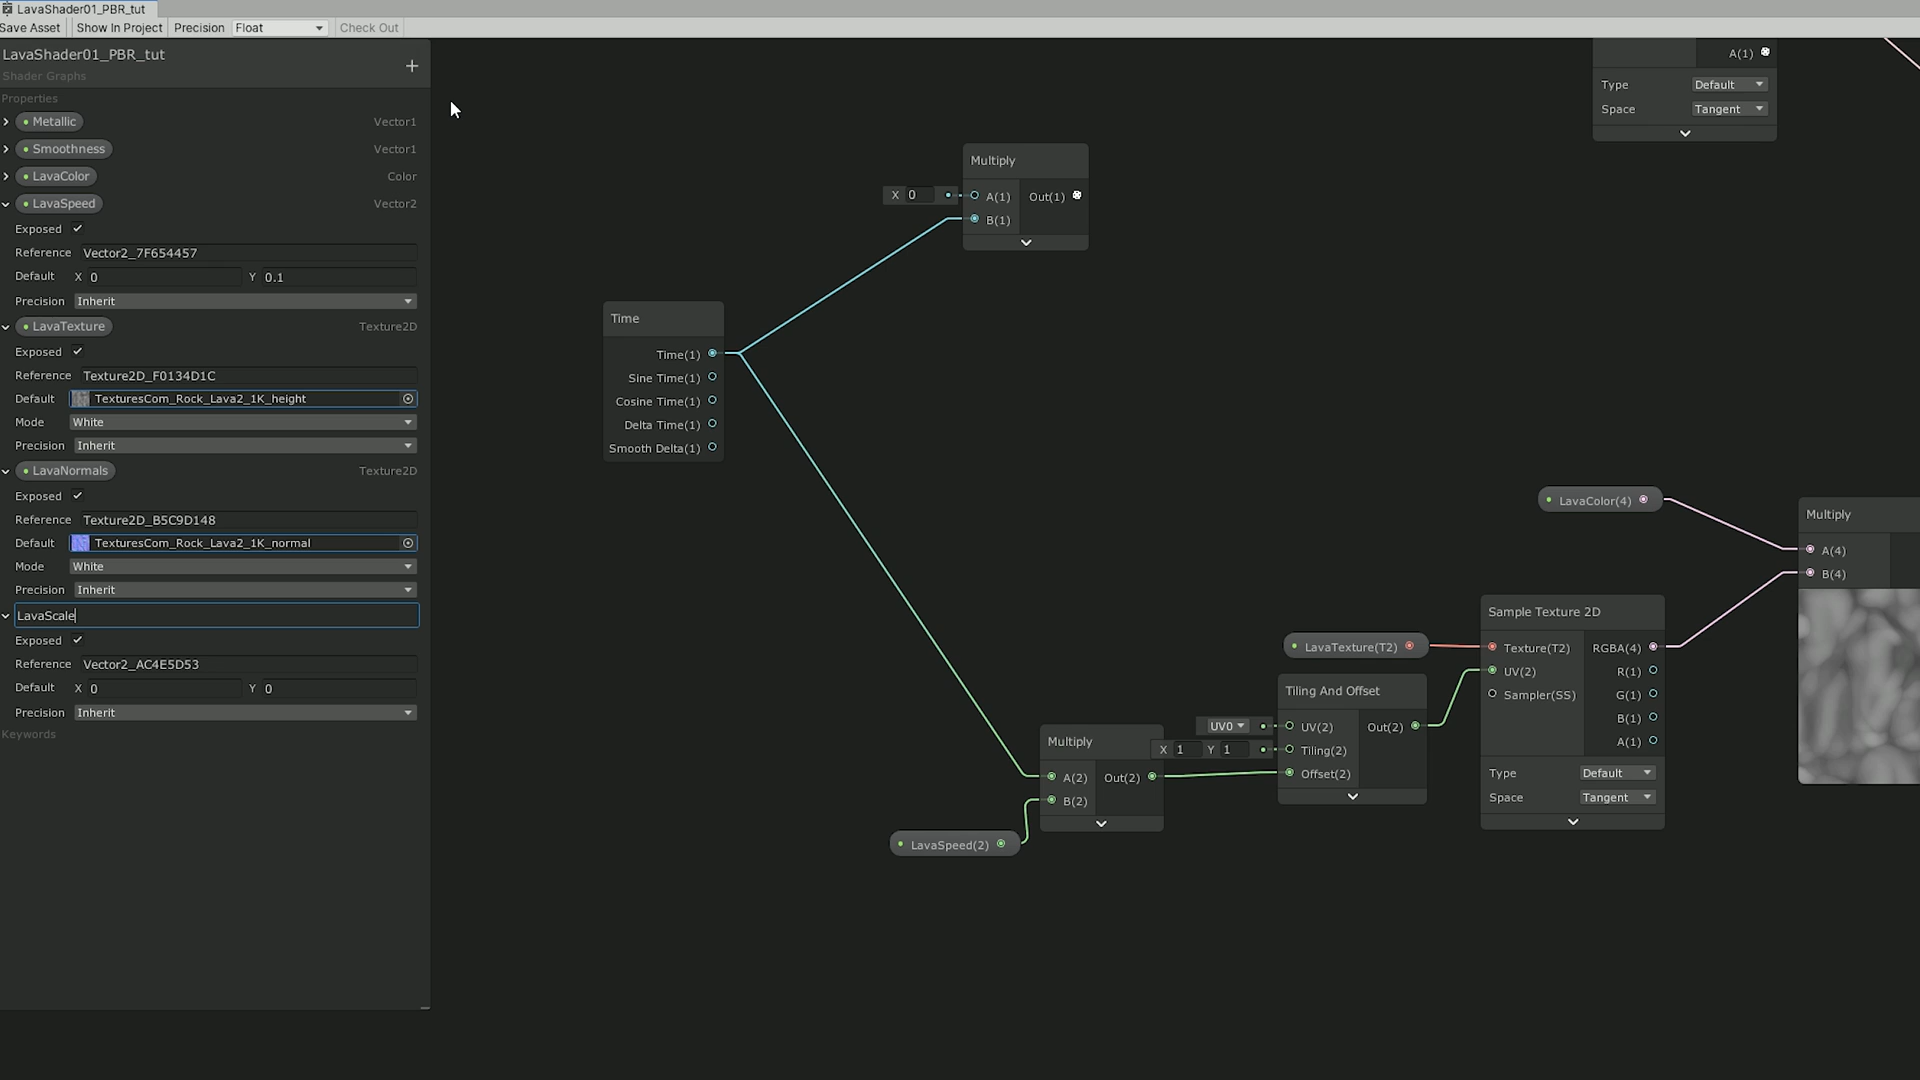 LavaShader01_PBR_tut
Save Asset Show In Project Precision Float Check Out
LavaShader01_PBR_tut
+
Shader Graphs
Properties
Metallic Vector1
Smoothness Vector1
LavaColor Color
LavaSpeed Vector2
Exposed
Reference Vector2_7F654457
Default X 0 Y 0.1
Precision Inherit
LavaTexture Texture2D
Exposed
Reference Texture2D_F0134D1C
Default TexturesCom_Rock_Lava2_1K_height
Mode White
Precision Inherit
LavaNormals Texture2D
Exposed
Reference Texture2D_B5C9D148
Default TexturesCom_Rock_Lava2_1K_normal
Mode White
Precision Inherit
LavaScale
Exposed
Reference Vector2_AC4E5D53
Default X 0 Y 0
Precision Inherit
Keywords
Multiply
X 0 A(1) Out(1)
B(1)
Time
Time(1)
Sine Time(1)
Cosine Time(1)
Delta Time(1)
Smooth Delta(1)
A(1)
Type Default
Space Tangent
LavaColor(4)
Multiply
A(4)
B(4)
LavaTexture(T2)
Sample Texture 2D
Texture(T2) RGBA(4)
UV(2) R(1)
Sampler(SS) G(1)
B(1)
A(1)
Type Default
Space Tangent
Tiling And Offset
UV0 UV(2) Out(2)
X 1 Y 1 Tiling(2)
Offset(2)
Multiply
A(2) Out(2)
B(2)
LavaSpeed(2)